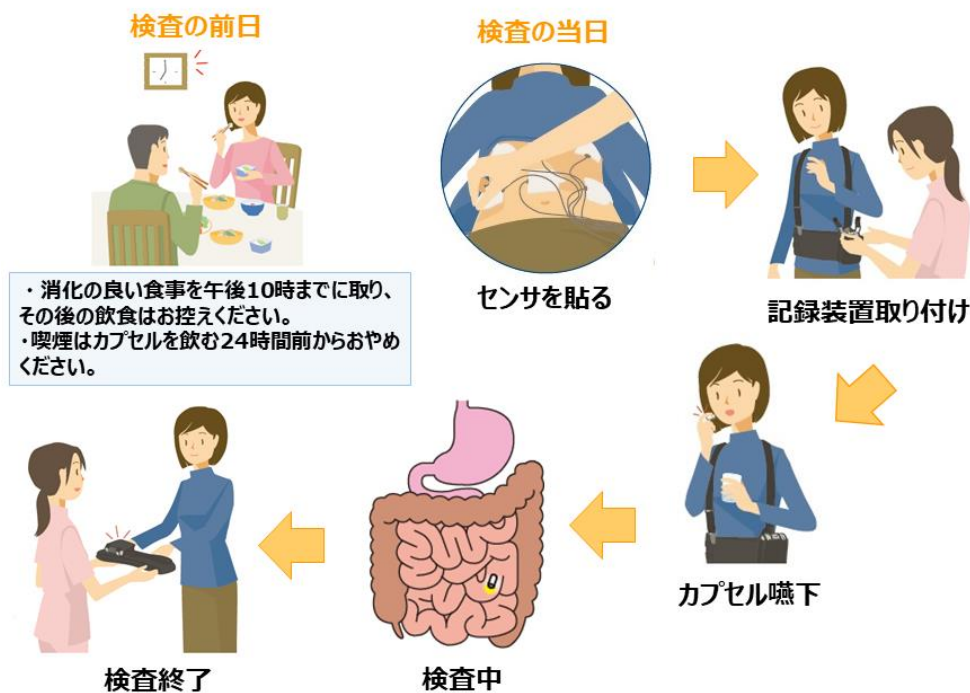 検査の前日
検査の当日
・消化の良い食事を午後10時までに取り、
その後の飲食はお控えください。
・喫煙はカプセルを飲む24時間前からおやめ
ください。
センサを貼る
記録装置取り付け
カプセル嚥下
検査中
検査終了